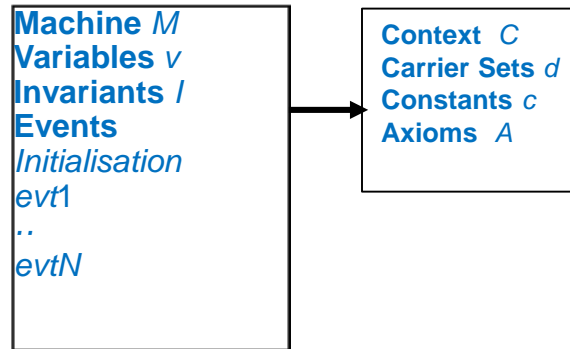 Machine M
Variables v
Invariants I
Events
Initialisation
evt1
..
evtN
Context C
Carrier Sets d
Constants c
Axioms A